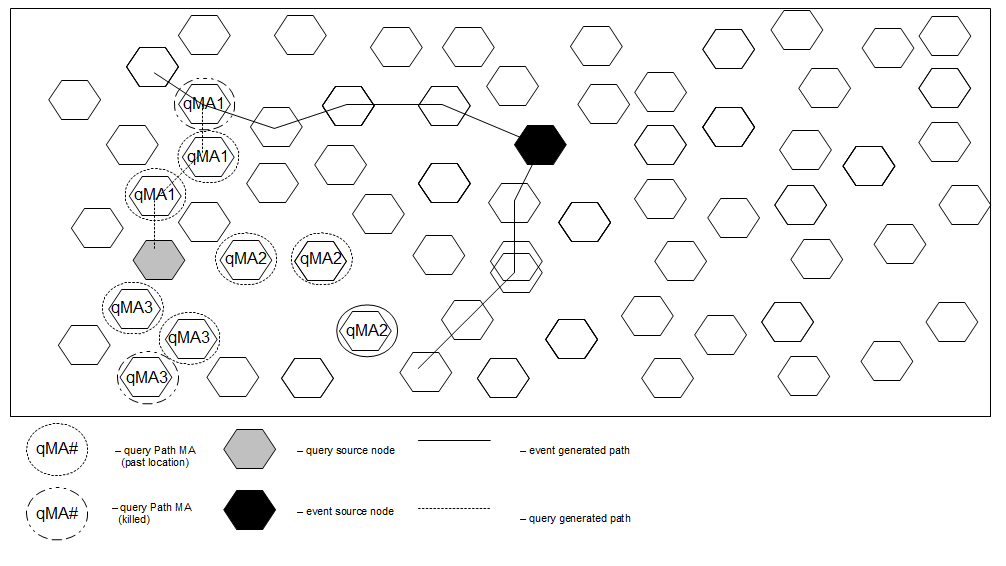 qMA1
qMA1
qMA1
qMA2
qMA2
qMA3
qMA2
qMA3
qMA3
qMA#
– query Path MA
(past location)
– query source node
– event generated path
qMA#
– query Path MA
(killed)
– event source node
– query generated path